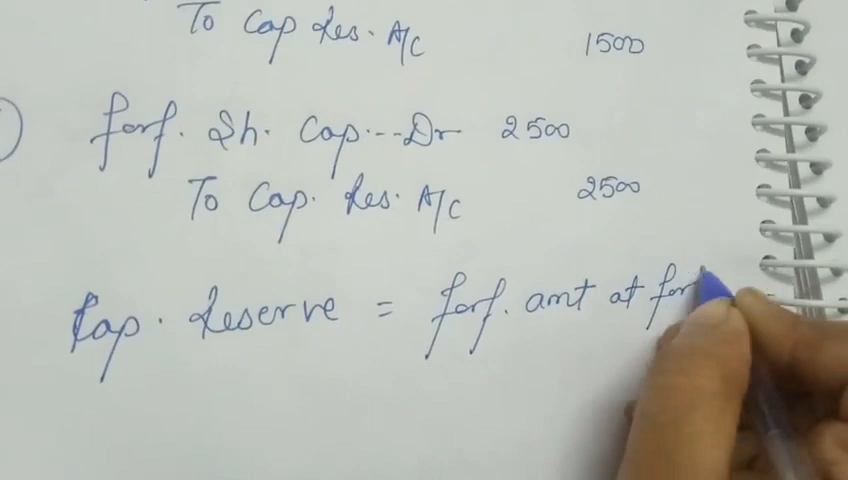 To Cap Res. A/C 1500
forf. Sh. Cap...Dr 2500
To Cap. Res. A/C 2500
Cap. Reserve = forf. amt at for